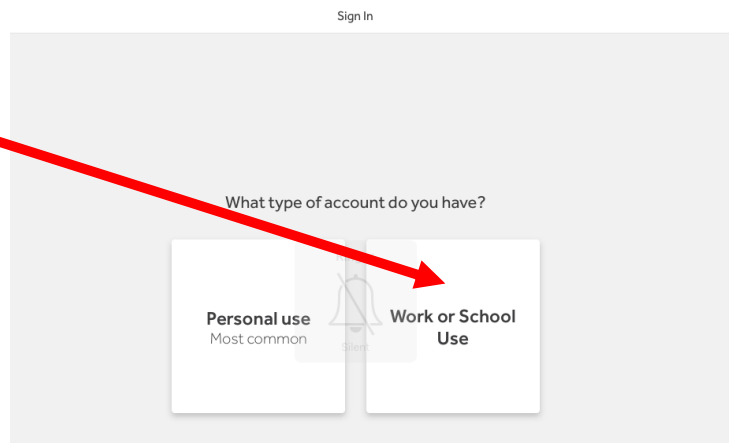 Sign In
What type of account do you have?
Personal use
Most common
Work or School
Use
Silent